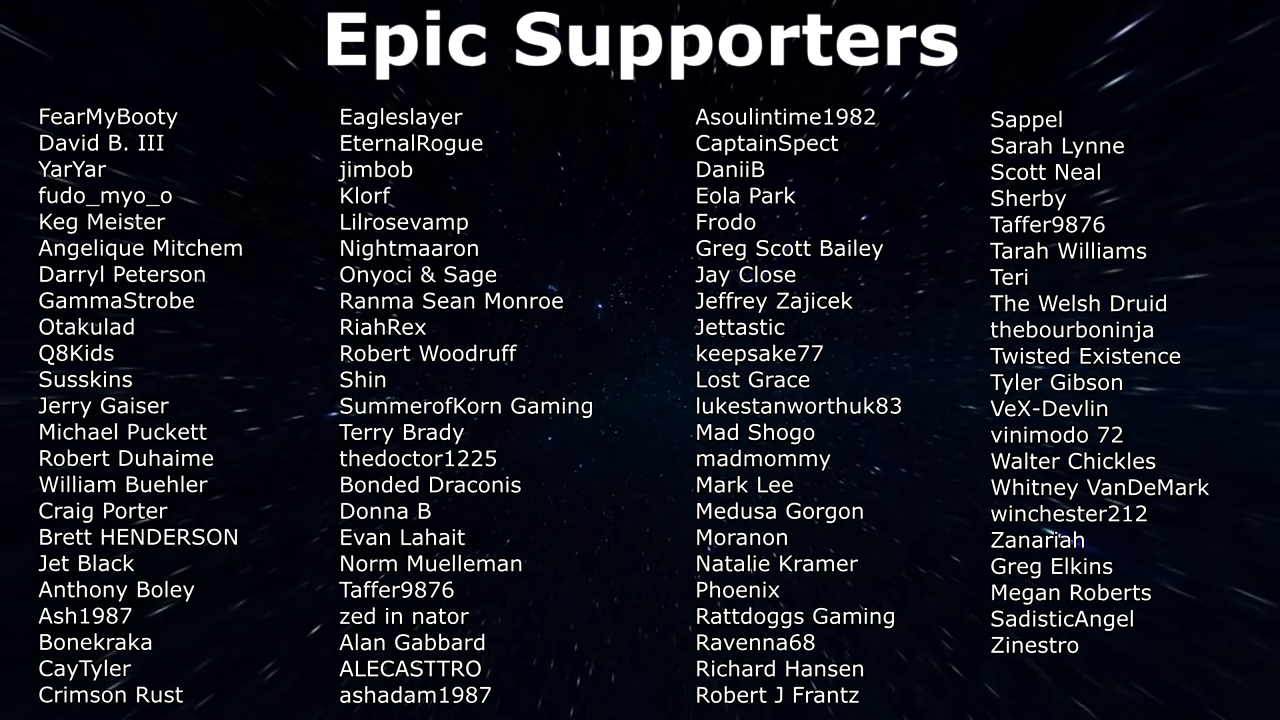 Epic Supporters
FearMyBooty
David B. III
YarYar
fudo_myo_o
Keg Meister
Angelique Mitchem
Darryl Peterson
GammaStrobe
Otakulad
Q8Kids
Susskins
Jerry Gaiser
Michael Puckett
Robert Duhaime
William Buehler
Craig Porter
Brett HENDERSON
Jet Black
Anthony Boley
Ash1987
Bonekraka
CayTyler
Crimson Rust
Eagleslayer
EternalRogue
jimbob
Klorf
Lilrosevamp
Nightmaaron
Onyoci & Sage
Ranma Sean Monroe
RiahRex
Robert Woodruff
Shin
SummerofKorn Gaming
Terry Brady
thedoctor1225
Bonded Draconis
Donna B
Evan Lahait
Norm Muelleman
Taffer9876
zed in nator
Alan Gabbard
ALECASTTRO
ashadam1987
Asoulintime1982
CaptainSpect
DaniiB
Eola Park
Frodo
Greg Scott Bailey
Jay Close
Jeffrey Zajicek
Jettastic
keepsake77
Lost Grace
lukestanworthuk83
Mad Shogo
madmommy
Mark Lee
Medusa Gorgon
Moranon
Natalie Kramer
Phoenix
Rattdoggs Gaming
Ravenna68
Richard Hansen
Robert J Frantz
Sappel
Sarah Lynne
Scott Neal
Sherby
Taffer9876
Tarah Williams
Teri
The Welsh Druid
thebourboninja
Twisted Existence
Tyler Gibson
VeX-Devlin
vinimodo 72
Walter Chickles
Whitney VanDeMark
winchester212
Zanariah
Greg Elkins
Megan Roberts
SadisticAngel
Zinestro